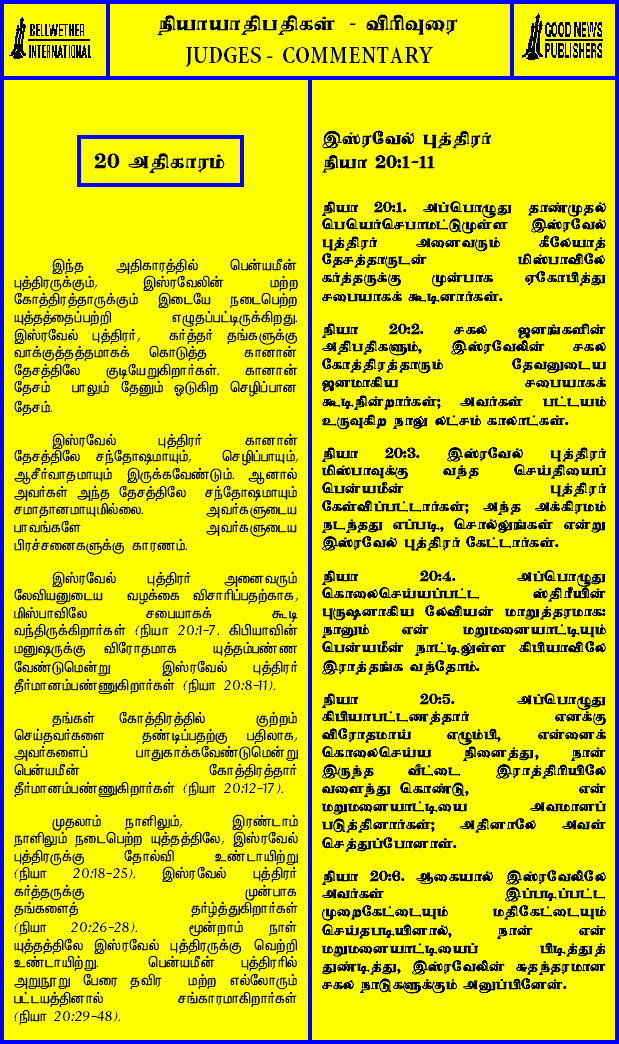 BELLWETHER
INTERNATIONAL
நியாயாதிபதிகள் - விரிவுரை
JUDGES - COMMENTARY
GOOD NEWS
PUBLISHERS
20 அதிகாரம்
இந்த அதிகாரத்தில் பென்யமீன்
புத்திரருக்கும், இஸ்ரவேலின் மற்ற
கோத்திரத்தாருக்கும் இடையே நடைபெற்ற
யுத்தத்தைப்பற்றி எழுதப்பட்டிருக்கிறது.
இஸ்ரவேல் புத்திரர், கர்த்தர் தங்களுக்கு
வாக்குத்தத்தமாகக் கொடுத்த கானான்
தேசத்திலே குடியேறுகிறார்கள். கானான்
தேசம் பாலும் தேனும் ஒடுகிற செழிப்பான
தேசம்.
இஸ்ரவேல் புத்திரர் கானான்
தேசத்திலே சந்தோஷமாயும், செழிப்பாயும்,
ஆசீர்வாதமாயும் இருக்கவேண்டும். ஆனால்
அவர்கள் அந்த தேசத்திலே சந்தோஷமாயும்
சமாதானமாயுமில்லை. அவர்களுடைய
பாவங்களே அவர்களுடைய
பிரச்சனைகளுக்கு காரணம்.
இஸ்ரவேல் புத்திரர் அனைவரும்
லேவியனுடைய வழக்கை விசாரிப்பதற்காக,
மிஸ்பாவிலே சபையாகக் கூடி
வந்திருக்கிறார்கள் (நியா 20:1-7. கிபியாவின்
மனுஷருக்கு விரோதமாக யுத்தம்பண்ண
வேண்டுமென்று இஸ்ரவேல் புத்திரர்
தீர்மானம்பண்ணுகிறார்கள் (நியா 20:8-11).
தங்கள் கோத்திரத்தில் குற்றம்
செய்தவர்களை தண்டிப்பதற்கு பதிலாக,
அவர்களைப் பாதுகாக்கவேண்டுமென்று
பென்யமீன் கோத்திரத்தார்
தீர்மானம்பண்ணுகிறார்கள் (நியா 20:12-17).
முதலாம் நாளிலும், இரண்டாம்
நாளிலும் நடைபெற்ற யுத்தத்திலே, இஸ்ரவேல்
புத்திரருக்கு தோல்வி உண்டாயிற்று
(நியா 20:18-25). இஸ்ரவேல் புத்திரர்
கர்த்தருக்கு முன்பாக
தங்களைத் தாழ்த்துகிறார்கள்
(நியா 20:26-28). மூன்றாம் நாள்
யுத்தத்திலே இஸ்ரவேல் புத்திரருக்கு வெற்றி
உண்டாயிற்று. பென்யமீன் புத்திரரில்
அறுநூறு பேரை தவிர மற்ற எல்லோரும்
பட்டயத்தினால் சங்காரமாகிறார்கள்
(நியா 20:29-48).
இஸ்ரவேல் புத்திரர்
நியா 20:1-11
நியா 20:1. அப்பொழுது தாண்முதல்
பெயெர்செபாமட்டுமுள்ள இஸ்ரவேல்
புத்திரர் அனைவரும் கீலேயாத்
தேசத்தாருடன் மிஸ்பாவிலே
கர்த்தருக்கு முன்பாக ஏகோபித்து
சபையாகக் கூடினார்கள்.
நியா 20:2. சகல ஜனங்களின்
அதிபதிகளும், இஸ்ரவேலின் சகல
கோத்திரத்தாரும் தேவனுடைய
ஜனமாகிய சபையாகக்
கூடிநின்றார்கள்; அவர்கள் பட்டயம்
உருவுகிற நாலு லட்சம் காலாட்கள்.
நியா 20:3. இஸ்ரவேல் புத்திரர்
மிஸ்பாவுக்கு வந்த செய்தியைப்
பென்யமீன் புத்திரர்
கேள்விப்பட்டார்கள்; அந்த அக்கிரமம்
நடந்தது எப்படி, சொல்லுங்கள் என்று
இஸ்ரவேல் புத்திரர் கேட்டார்கள்.
நியா 20:4. அப்பொழுது
கொலைசெய்யப்பட்ட ஸ்திரீயின்
புருஷனாகிய லேவியன் மாறுத்தரமாக:
நானும் என் மறுமனையாட்டியும்
பென்யமீன் நாட்டிலுள்ள கிபியாவிலே
இராத்தங்க வந்தோம்.
நியா 20:5. அப்பொழுது
கிபியாபட்டணத்தார் எனக்கு
விரோதமாய் எழும்பி, என்னைக்
கொலைசெய்ய நினைத்து, நான்
இருந்த வீட்டை இராத்திரியிலே
வளைந்து கொண்டு, என்
மறுமனையாட்டியை அவமானப்
படுத்தினார்கள்; அதினாலே அவள்
செத்துப்போனாள்.
நியா 20:6. ஆகையால் இஸ்ரவேலிலே
அவர்கள் இப்படிப்பட்ட
முறைகேட்டையும் மதிகேட்டையும்
செய்தபடியினால், நான் என்
மறுமனையாட்டியைப் பிடித்துத்
துண்டித்து, இஸ்ரவேலின் சுதந்தரமான
சகல நாடுகளுக்கும் அனுப்பினேன்.